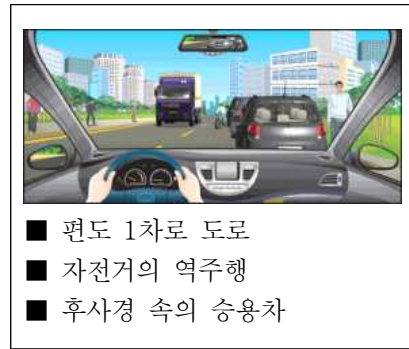 ■ 편도 1차로 도로
■ 자전거의 역주행
■ 후사경 속의 승용차